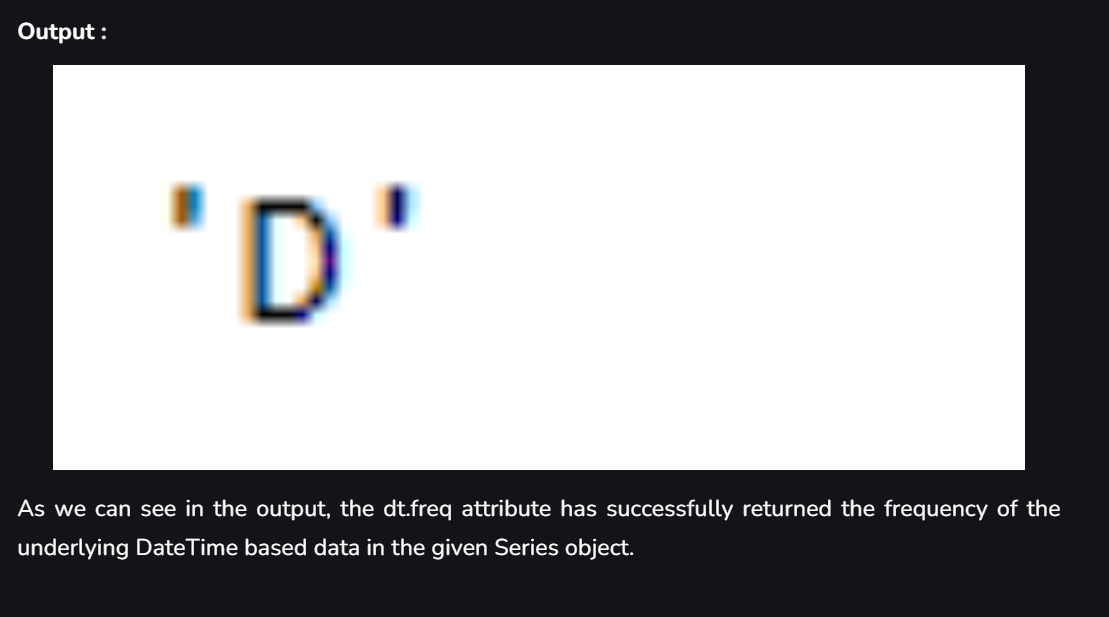 Output :
'D'
As we can see in the output, the dt.freq attribute has successfully returned the frequency of the
underlying DateTime based data in the given Series object.